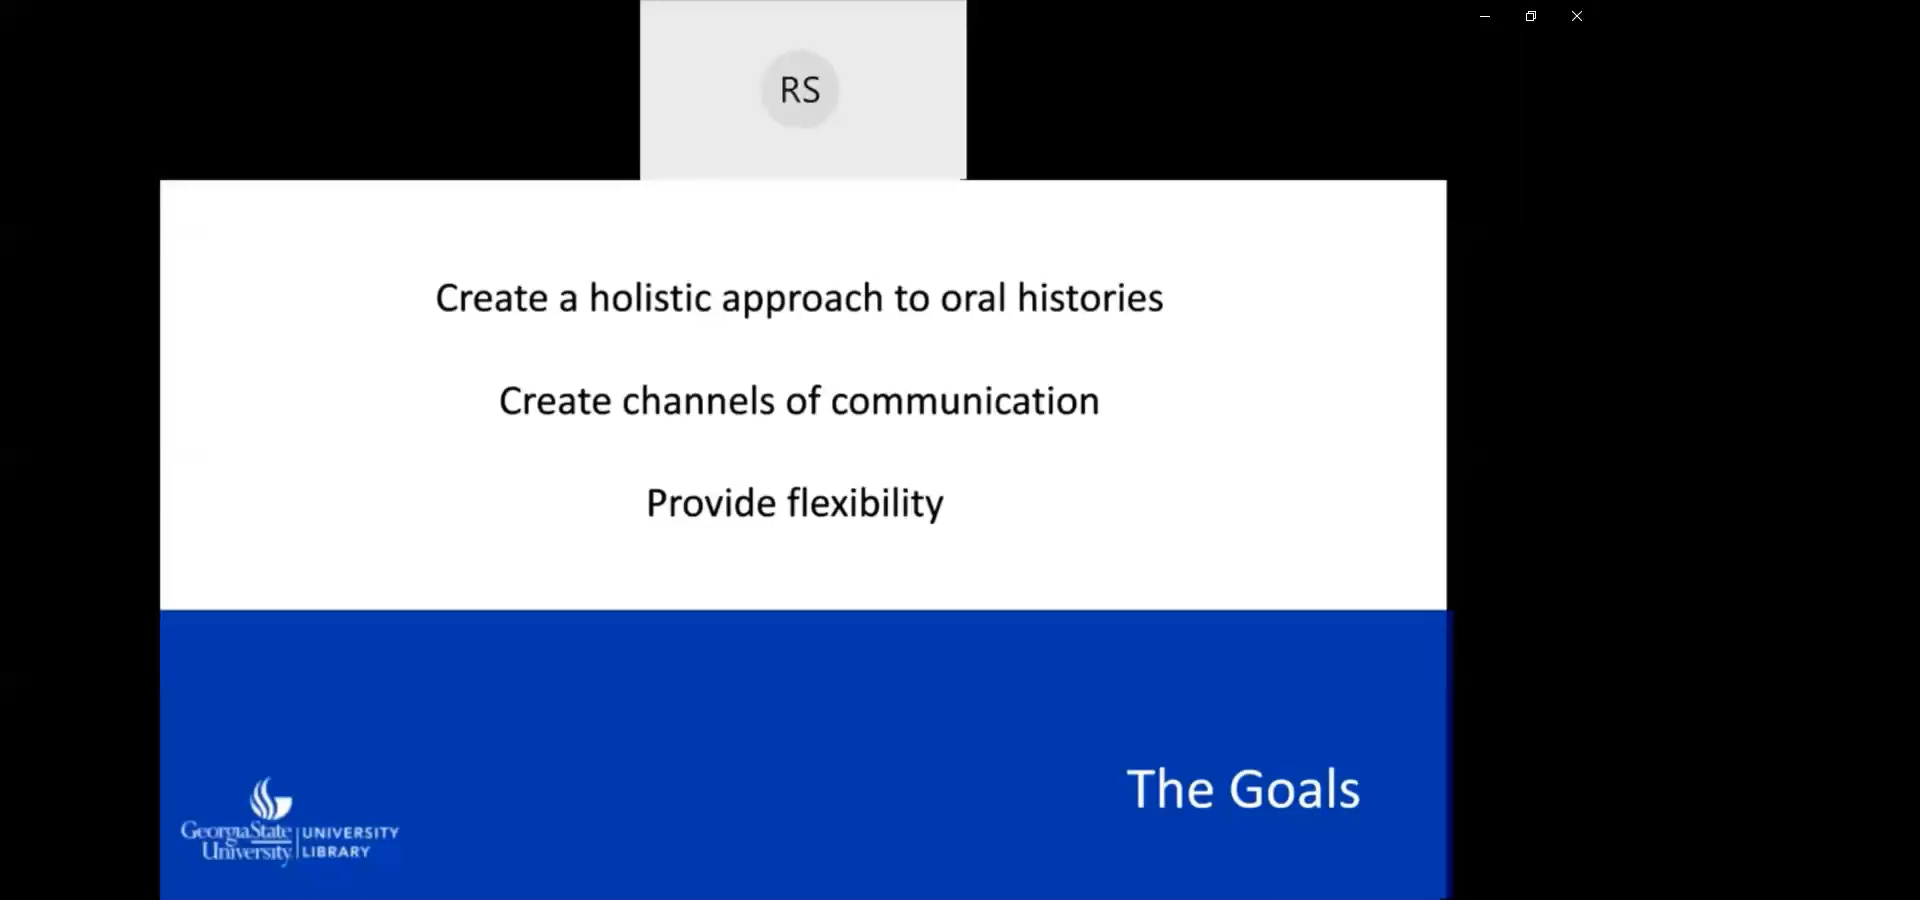 RS
Create a holistic approach to oral histories
Create channels of communication
Provide flexibility
The Goals
GeorgiaState
University
UNIVERSITY
LIBRARY